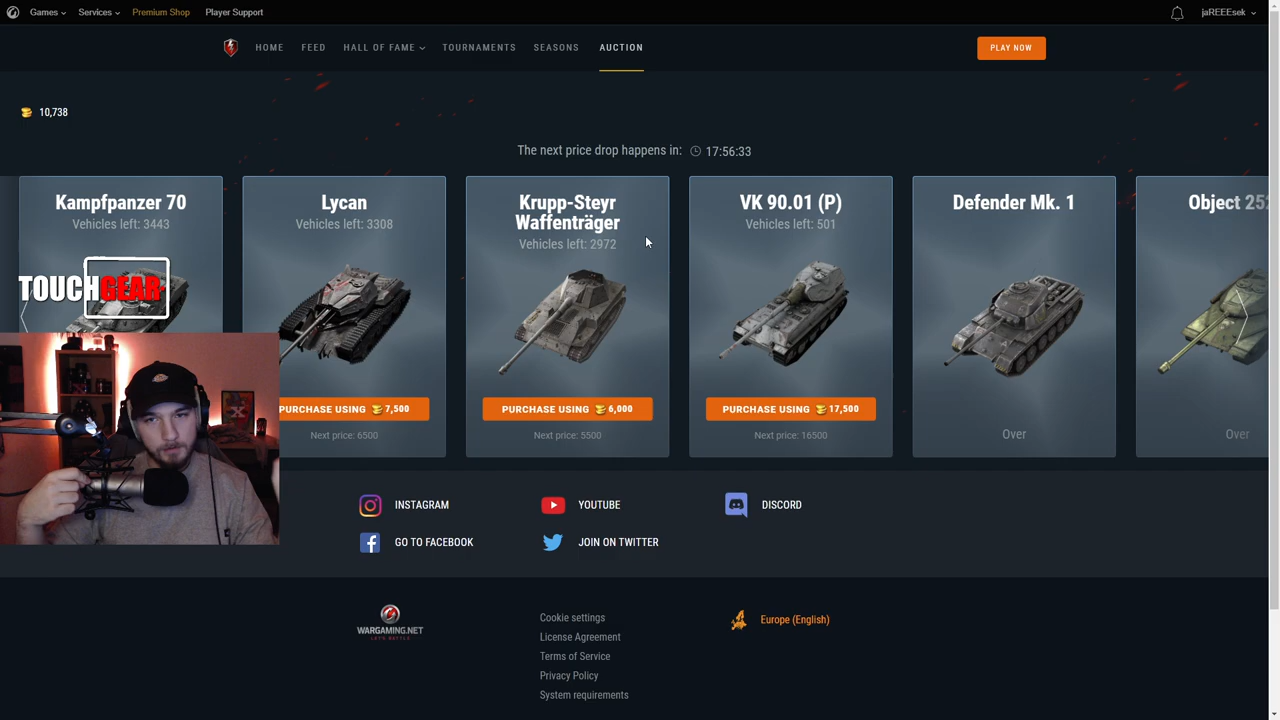 Games
Services
Premium Shop
Player Support
jaREEEsek
HOME
FEED
HALL OF FAME
TOURNAMENTS
SEASONS
AUCTION
PLAY NOW
10,738
The next price drop happens in: 17:56:33
Kampfpanzer 70
Vehicles left: 3443
Lycan
Vehicles left: 3308
PURCHASE USING 7,500
Next price: 6500
Krupp-Steyr
Waffenträger
Vehicles left: 2972
PURCHASE USING 6,000
Next price: 5500
VK 90.01 (P)
Vehicles left: 501
PURCHASE USING 17,500
Next price: 16500
Defender Mk. 1
Over
Object 252
Over
TOUCHGEAR
INSTAGRAM
YOUTUBE
DISCORD
GO TO FACEBOOK
JOIN ON TWITTER
WARGAMING.NET
LET'S BATTLE
Cookie settings
License Agreement
Terms of Service
Privacy Policy
System requirements
Europe (English)